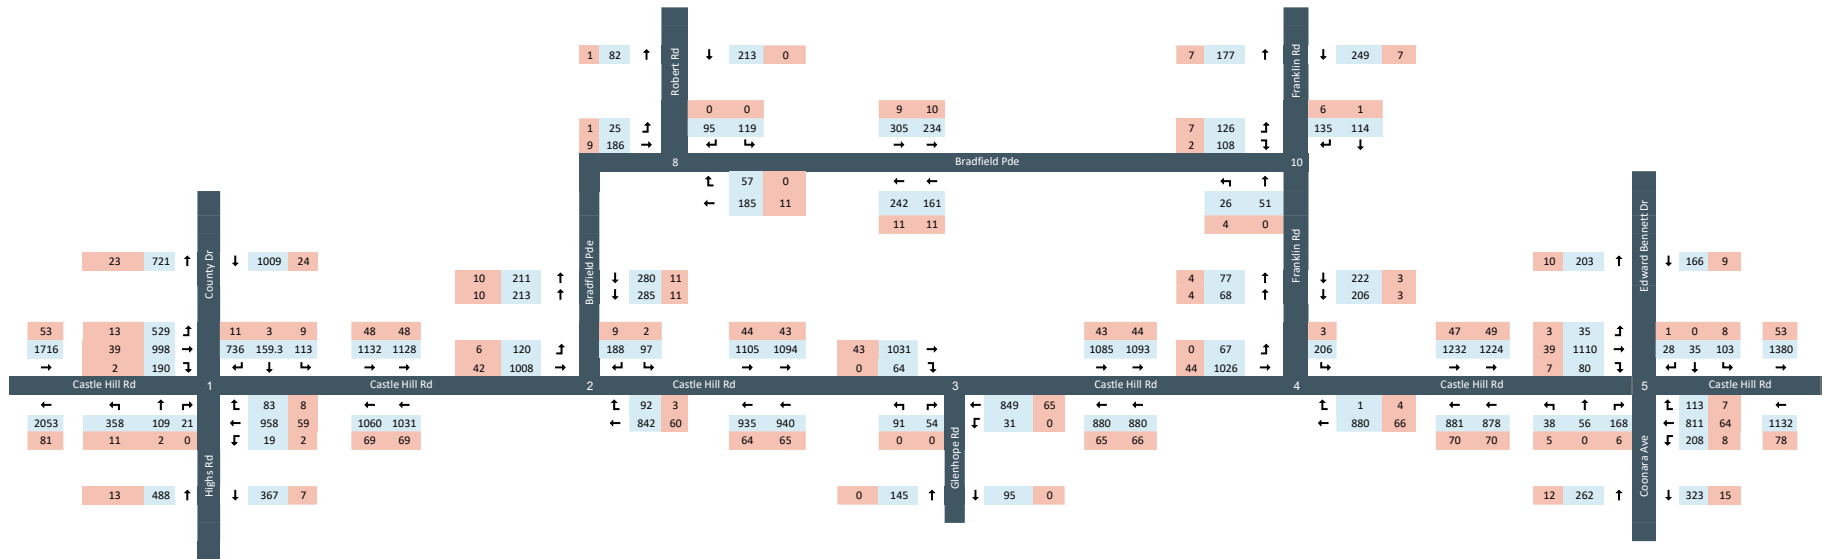 1 82 ↑ ↓ 213 0
7 177 ↑ ↓ 249 7
Robert Rd
Franklin Rd
0 0
9 10
6 1
1 25 ↱
95 119
305 234
7 126 ↱
135 114
9 186 →
↵ ↳
→ →
2 108 ↴
↵ ↓
8 Bradfield Pde 10
↰ 57 0
← ←
↰ ↑
← 185 11
242 161
26 51
11 11
4 0
County Dr
Bradfield Pde
Franklin Rd
Edward Bennett Dr
23 721 ↑ ↓ 1009 24
10 203 ↑ ↓ 166 9
10 211 ↑ ↓ 280 11
4 77 ↑ ↓ 222 3
10 213 ↑ ↓ 285 11
4 68 ↑ ↓ 206 3
53 13 529 11 3 9 48 48 9 2 44 43 43 44 3 47 49 3 35 1 0 8 53
1716 39 998 → 736 159.3 113 1132 1128 6 120 188 97 1105 1094 43 1031 → 1085 1093 0 67 206 1232 1224 39 1110 → 28 35 103 1380
→ 2 190 ↴ ↵ ↓ ↳ → → 42 1008 → ↵ ↳ → → 0 64 ↴ → → 44 1026 → ↳ → → 7 80 ↴ ↵ ↓ ↳ →
Castle Hill Rd 1 Castle Hill Rd 2 Castle Hill Rd 3 Castle Hill Rd 4 Castle Hill Rd 5 Castle Hill Rd
← ↰ ↑ ↱ 83 8 ← ← 92 3 ← ← ↰ ↱ ← 849 65 ← ← 1 4 ← ← ↰ ↑ ↱ 113 7 ←
2053 358 109 21 ← 958 59 1060 1031 ← 842 60 935 940 91 54 31 0 880 880 ← 880 66 881 878 38 56 168 ← 811 64 1132
81 11 2 0 19 2 69 69 64 65 0 0 65 66 70 70 5 0 6 208 8 78
Highs Rd
Glenhope Rd
Coonara Ave
13 488 ↑ ↓ 367 7
0 145 ↑ ↓ 95 0
12 262 ↑ ↓ 323 15